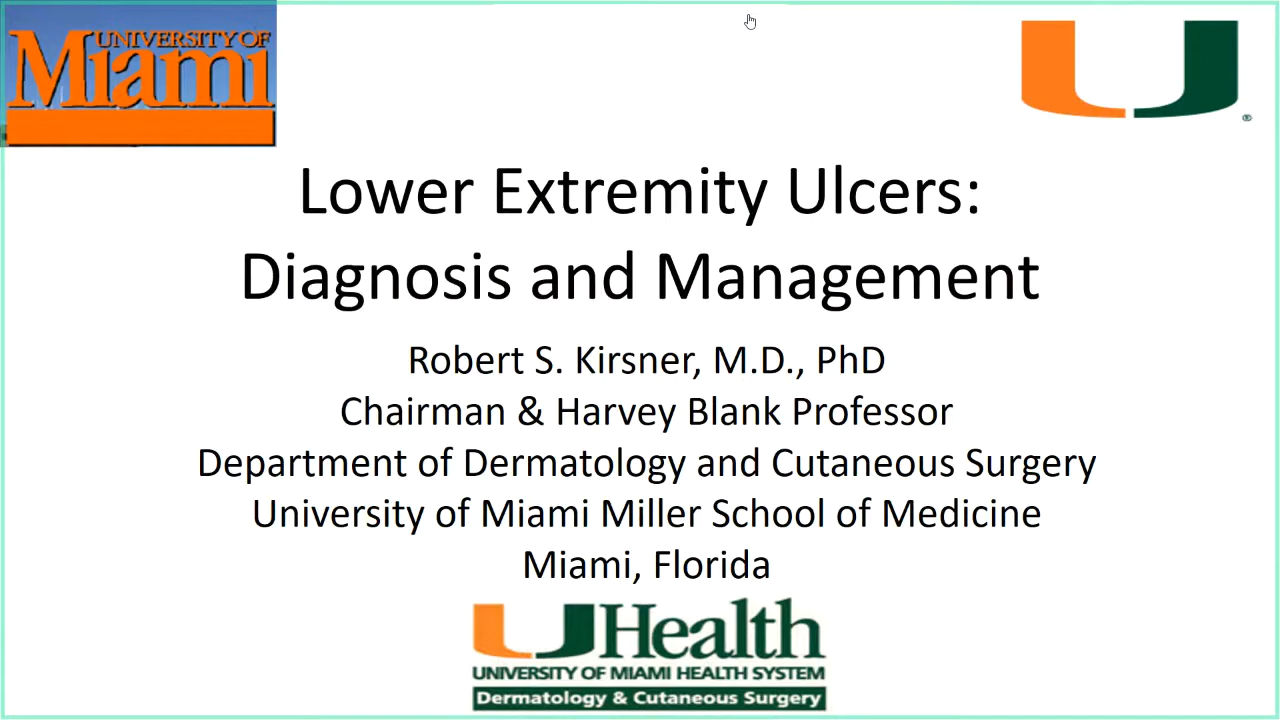 UNIVERSITY OF
Miami
U
®
Lower Extremity Ulcers:
Diagnosis and Management
Robert S. Kirsner, M.D., PhD
Chairman & Harvey Blank Professor
Department of Dermatology and Cutaneous Surgery
University of Miami Miller School of Medicine
Miami, Florida
UHealth
UNIVERSITY OF MIAMI HEALTH SYSTEM
Dermatology & Cutaneous Surgery